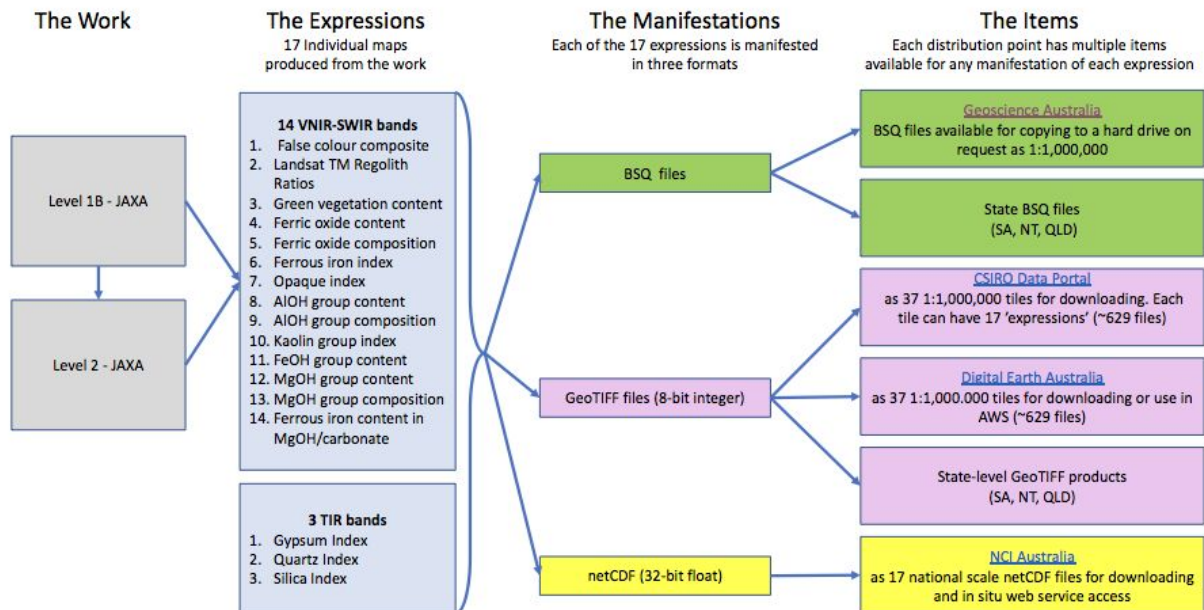 The Work
The Expressions
17 Individual maps
produced from the work
The Manifestations
Each of the 17 expressions is manifested
in three formats
The Items
Each distribution point has multiple items
available for any manifestation of each expression
Level 1B - JAXA
Level 2 - JAXA
14 VNIR-SWIR bands
1. False colour composite
2. Landsat TM Regolith
Ratios
3. Green vegetation content
4. Ferric oxide content
5. Ferric oxide composition
6. Ferrous iron index
7. Opaque index
8. AlOH group content
9. AlOH group composition
10. Kaolin group index
11. FeOH group content
12. MgOH group content
13. MgOH group composition
14. Ferrous iron content in
MgOH/carbonate
3 TIR bands
1. Gypsum Index
2. Quartz Index
3. Silica Index
BSQ files
GeoTIFF files (8-bit integer)
netCDF (32-bit float)
Geoscience Australia
BSQ files available for copying to a hard drive on
request as 1:1,000,000
State BSQ files
(SA, NT, QLD)
CSIRO Data Portal
as 37 1:1,000,000 tiles for downloading. Each
tile can have 17 'expressions' (~629 files)
Digital Earth Australia
as 37 1:1,000.000 tiles for downloading or use in
AWS (~629 files)
State-level GeoTIFF products
(SA, NT, QLD)
NCI Australia
as 17 national scale netCDF files for downloading
and in situ web service access